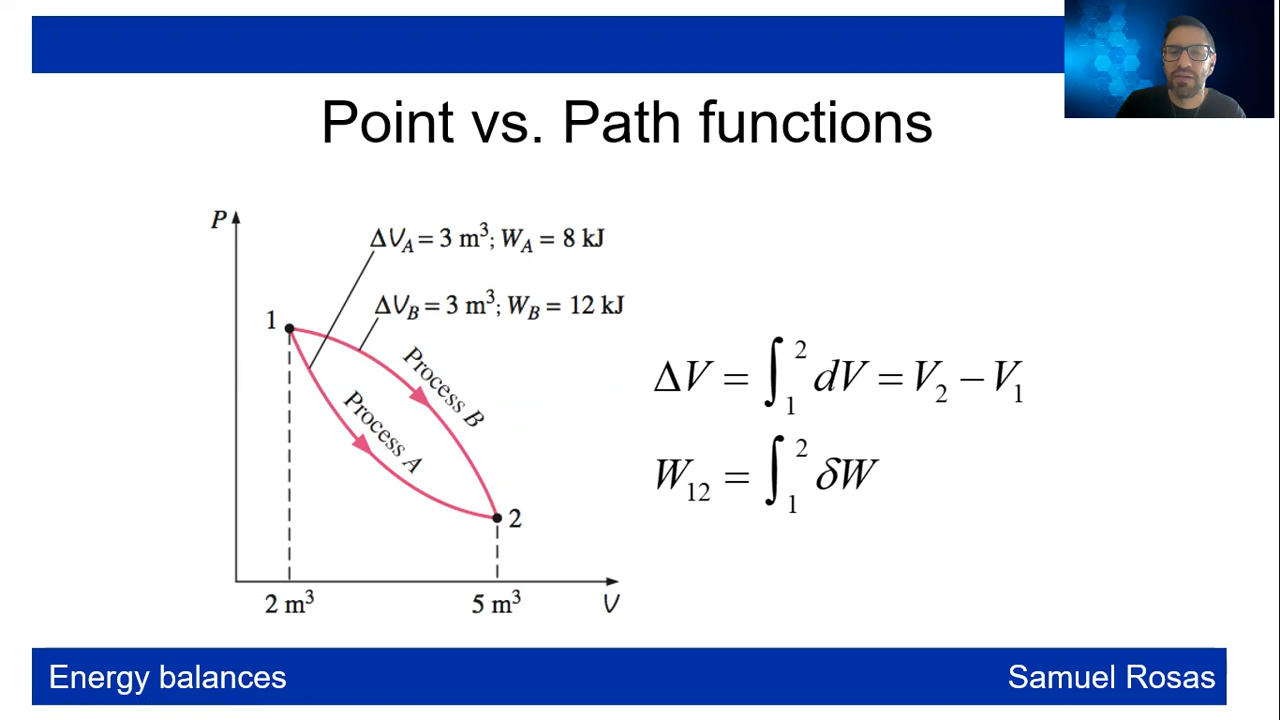 Point vs. Path functions
P
ΔV_A = 3 m³; W_A = 8 kJ
ΔV_B = 3 m³; W_B = 12 kJ
1
Process B
Process A
2
2 m³
5 m³
V
ΔV = ∫₁² dV = V₂ − V₁
W₁₂ = ∫₁² δW
Energy balances
Samuel Rosas